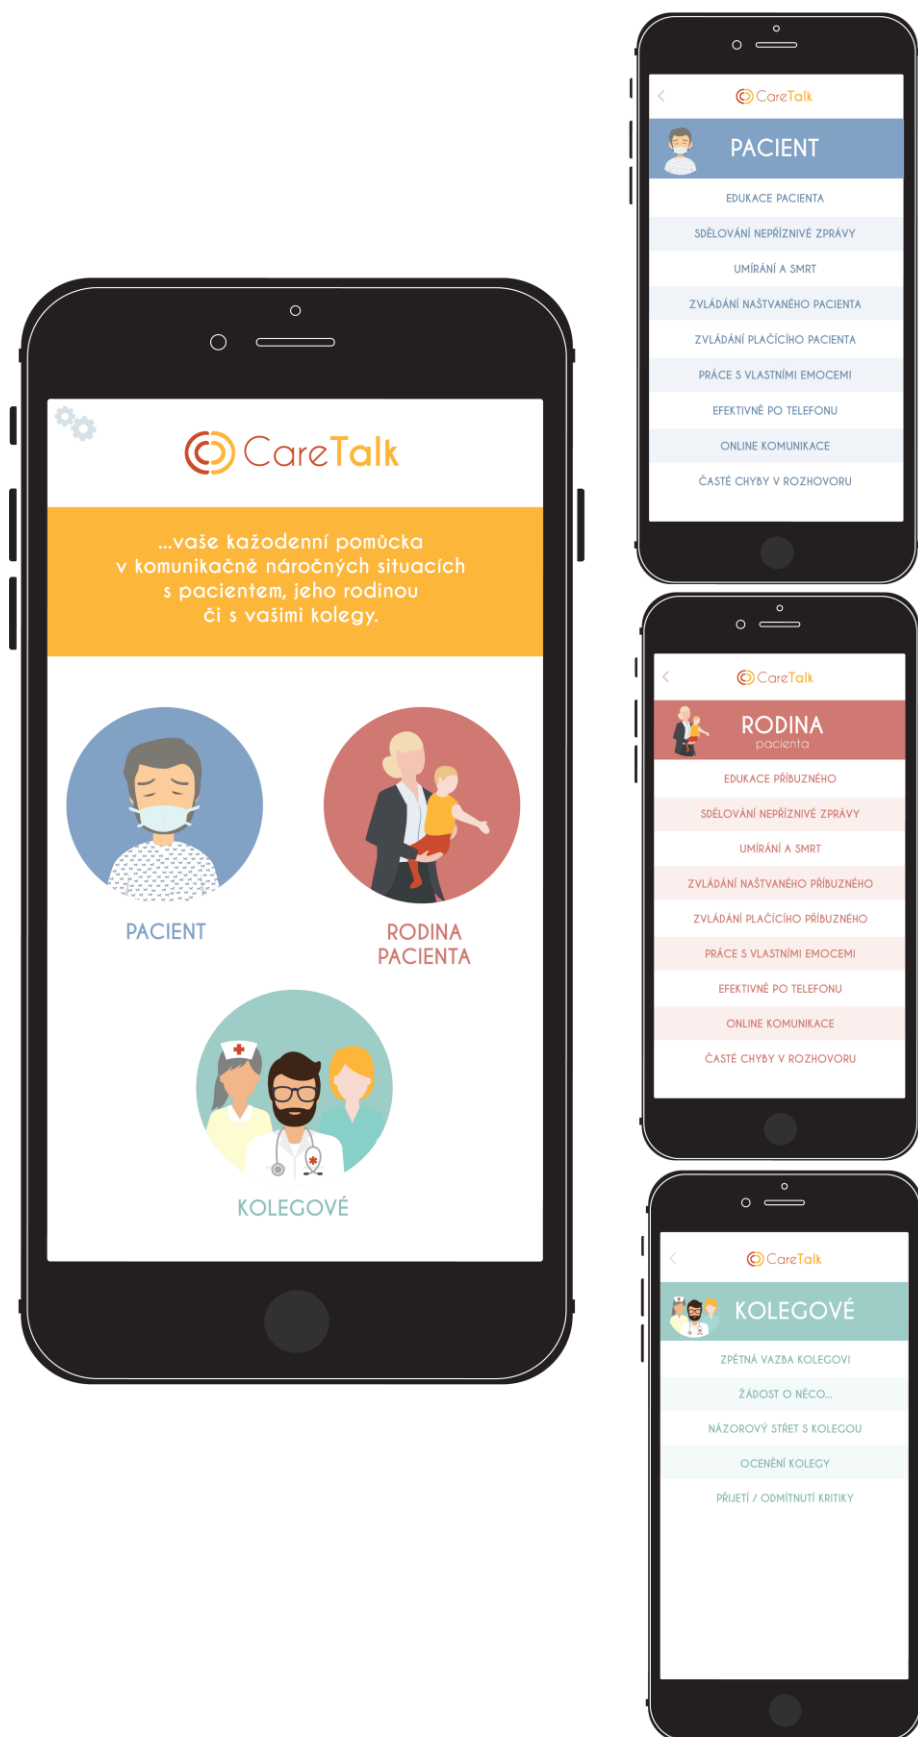 CareTalk
...vaše každodenní pomůcka
v komunikačně náročných situacích
s pacientem, jeho rodinou
či s vašimi kolegy.
PACIENT
RODINA
PACIENTA
KOLEGOVÉ
CareTalk
PACIENT
EDUKACE PACIENTA
SDĚLOVÁNÍ NEPŘÍZNIVÉ ZPRÁVY
UMÍRÁNÍ A SMRT
ZVLÁDÁNÍ NAŠTVANÉHO PACIENTA
ZVLÁDÁNÍ PLAČÍCÍHO PACIENTA
PRÁCE S VLASTNÍMI EMOCEMI
EFEKTIVNĚ PO TELEFONU
ONLINE KOMUNIKACE
ČASTÉ CHYBY V ROZHOVORU
CareTalk
RODINA
pacienta
EDUKACE PŘÍBUZNÉHO
SDĚLOVÁNÍ NEPŘÍZNIVÉ ZPRÁVY
UMÍRÁNÍ A SMRT
ZVLÁDÁNÍ NAŠTVANÉHO PŘÍBUZNÉHO
ZVLÁDÁNÍ PLAČÍCÍHO PŘÍBUZNÉHO
PRÁCE S VLASTNÍMI EMOCEMI
EFEKTIVNĚ PO TELEFONU
ONLINE KOMUNIKACE
ČASTÉ CHYBY V ROZHOVORU
CareTalk
KOLEGOVÉ
ZPĚTNÁ VAZBA KOLEGOVI
ŽÁDOST O NĚCO...
NÁZOROVÝ STŘET S KOLEGOU
OCENĚNÍ KOLEGY
PŘIJETÍ / ODMÍTNUTÍ KRITIKY